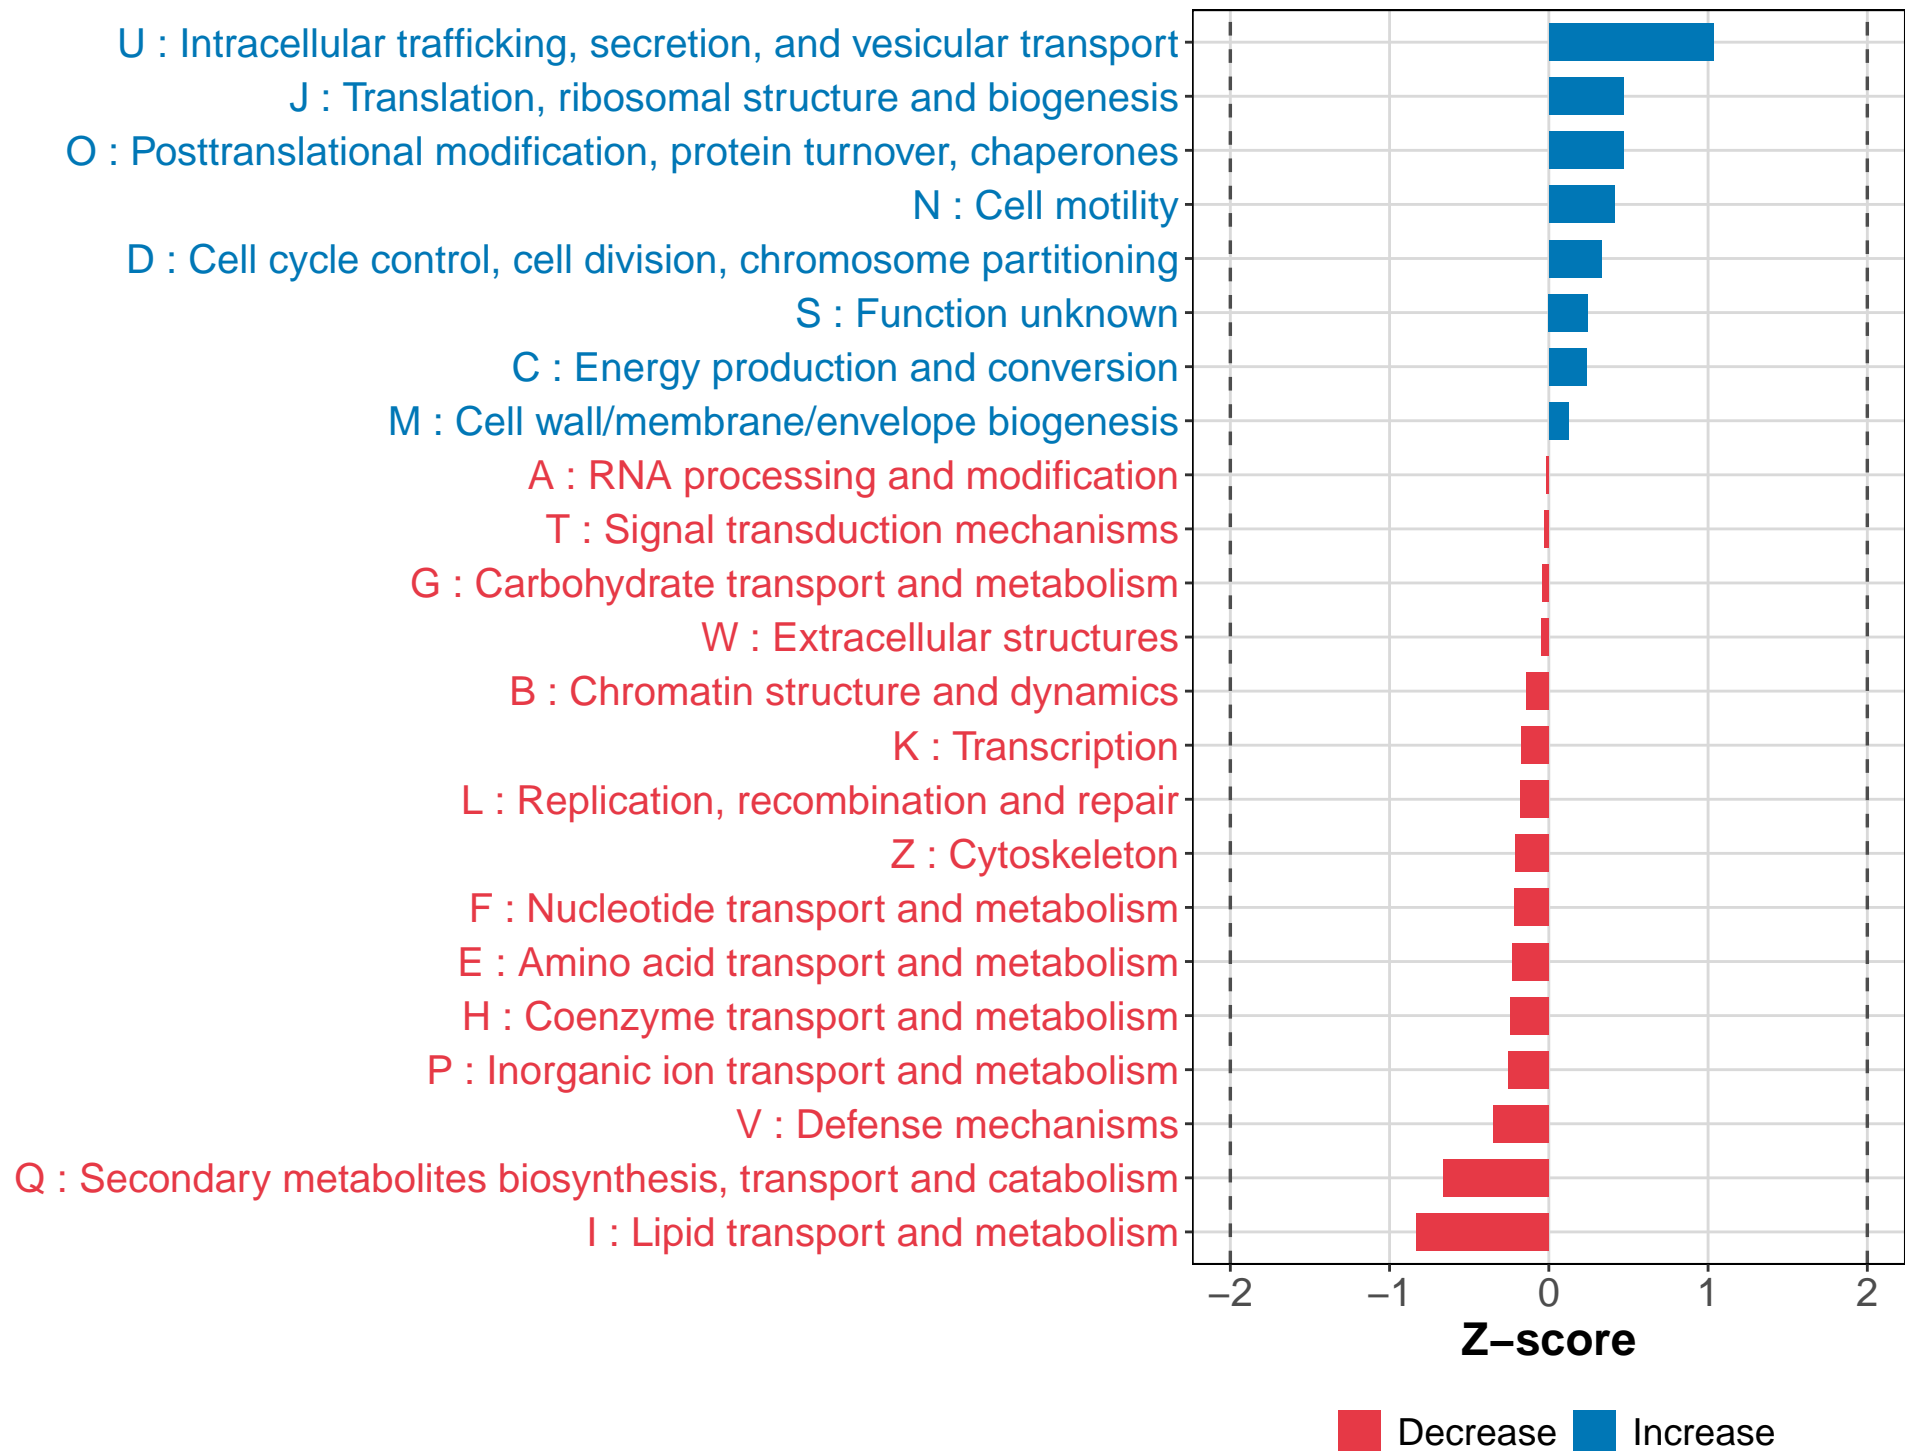 U : Intracellular trafficking, secretion, and vesicular transport
J : Translation, ribosomal structure and biogenesis
O : Posttranslational modification, protein turnover, chaperones
N : Cell motility
D : Cell cycle control, cell division, chromosome partitioning
S : Function unknown
C : Energy production and conversion
M : Cell wall/membrane/envelope biogenesis
A : RNA processing and modification
T : Signal transduction mechanisms
G : Carbohydrate transport and metabolism
W : Extracellular structures
B : Chromatin structure and dynamics
K : Transcription
L : Replication, recombination and repair
Z : Cytoskeleton
F : Nucleotide transport and metabolism
E : Amino acid transport and metabolism
H : Coenzyme transport and metabolism
P : Inorganic ion transport and metabolism
V : Defense mechanisms
Q : Secondary metabolites biosynthesis, transport and catabolism
I : Lipid transport and metabolism
−2 −1 0 1 2
Z−score
Decrease Increase